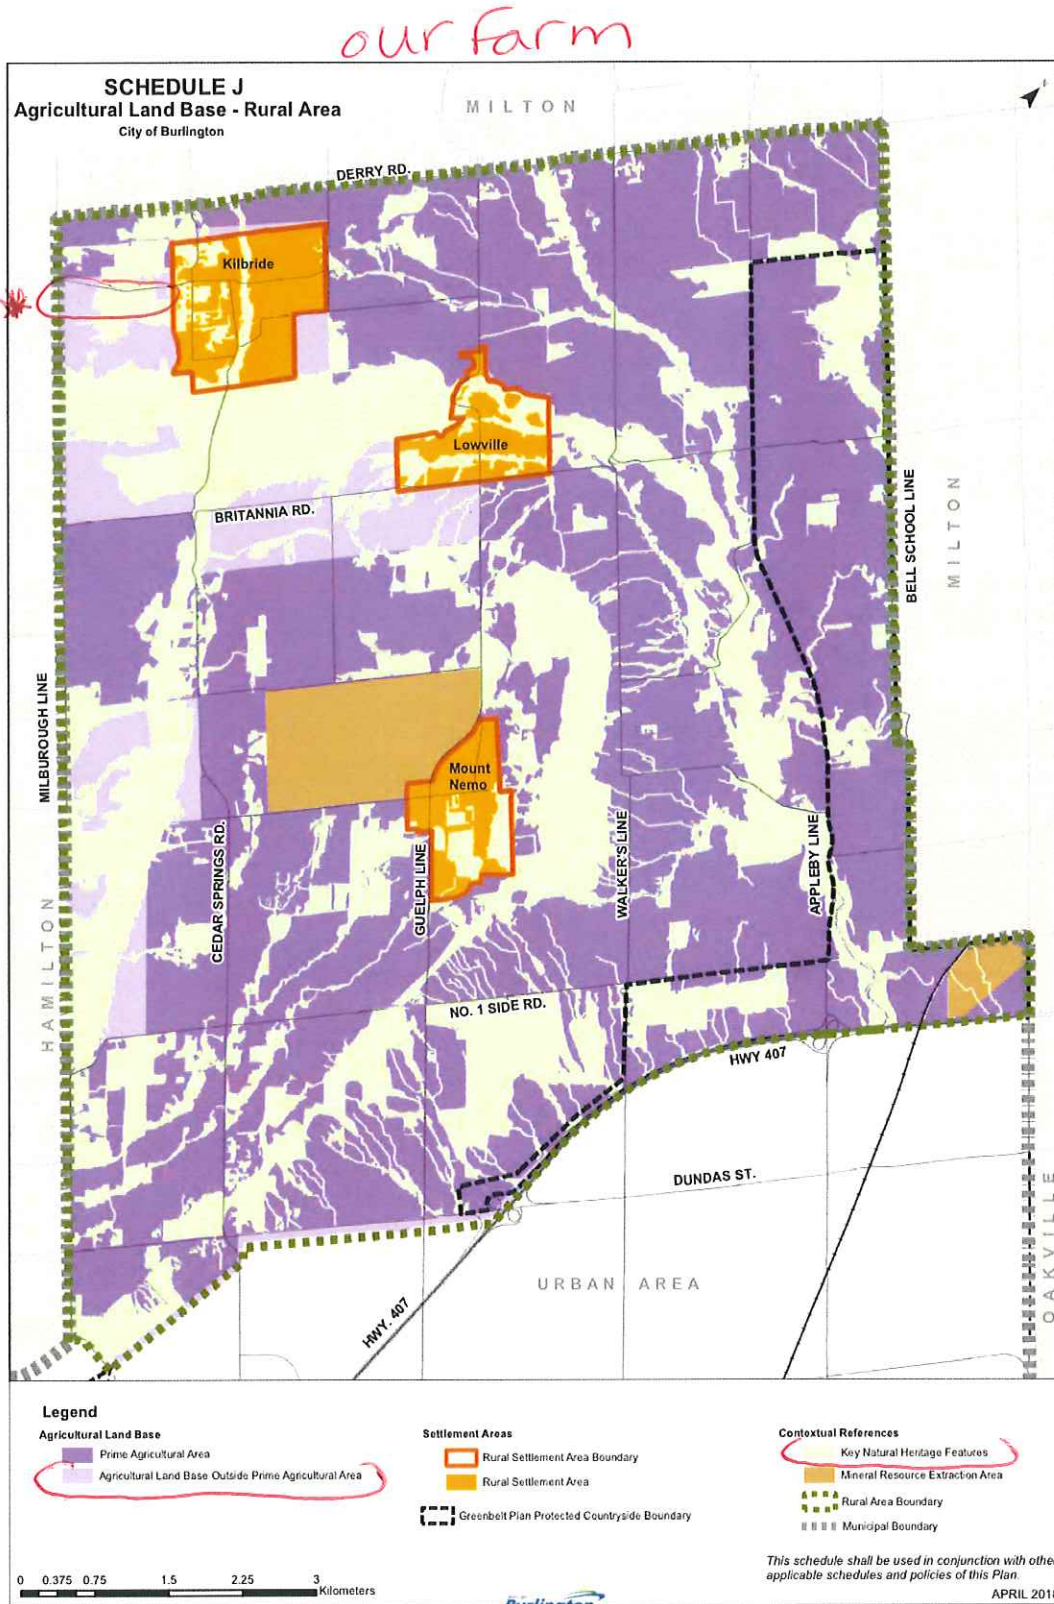 our farm
SCHEDULE J
Agricultural Land Base - Rural Area
City of Burlington
MILTON
DERRY RD.
Kilbride
Lowville
BRITANNIA RD.
BELL SCHOOL LINE
MILTON
MILBUROUGH LINE
Mount
Nemo
CEDAR SPRINGS RD.
GUELPH LINE
WALKER'S LINE
APPLEBY LINE
HAMILTON
NO. 1 SIDE RD.
HWY 407
DUNDAS ST.
URBAN AREA
OAKVILLE
HWY. 407
Legend
Agricultural Land Base
Prime Agricultural Area
Agricultural Land Base Outside Prime Agricultural Area
Settlement Areas
Rural Settlement Area Boundary
Rural Settlement Area
Greenbelt Plan Protected Countryside Boundary
Contextual References
Key Natural Heritage Features
Mineral Resource Extraction Area
Rural Area Boundary
Municipal Boundary
This schedule shall be used in conjunction with othe
applicable schedules and policies of this Plan.
APRIL 2018
0 0.375 0.75 1.5 2.25 3
Kilometers
Burlington